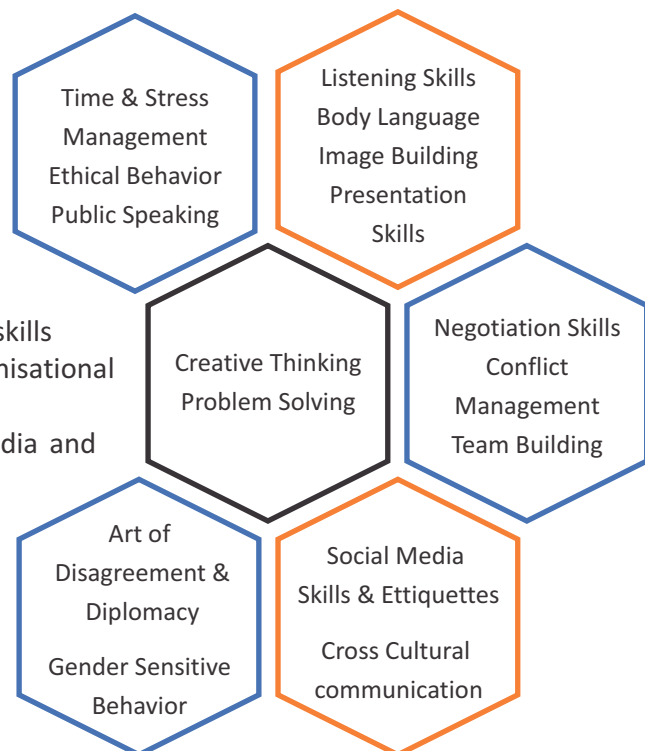 Time & Stress
Management
Ethical Behavior
Public Speaking
Listening Skills
Body Language
Image Building
Presentation
Skills
skills
nisational
dia and
Creative Thinking
Problem Solving
Negotiation Skills
Conflict
Management
Team Building
Art of
Disagreement &
Diplomacy
Gender Sensitive
Behavior
Social Media
Skills & Ettiquettes
Cross Cultural
communication